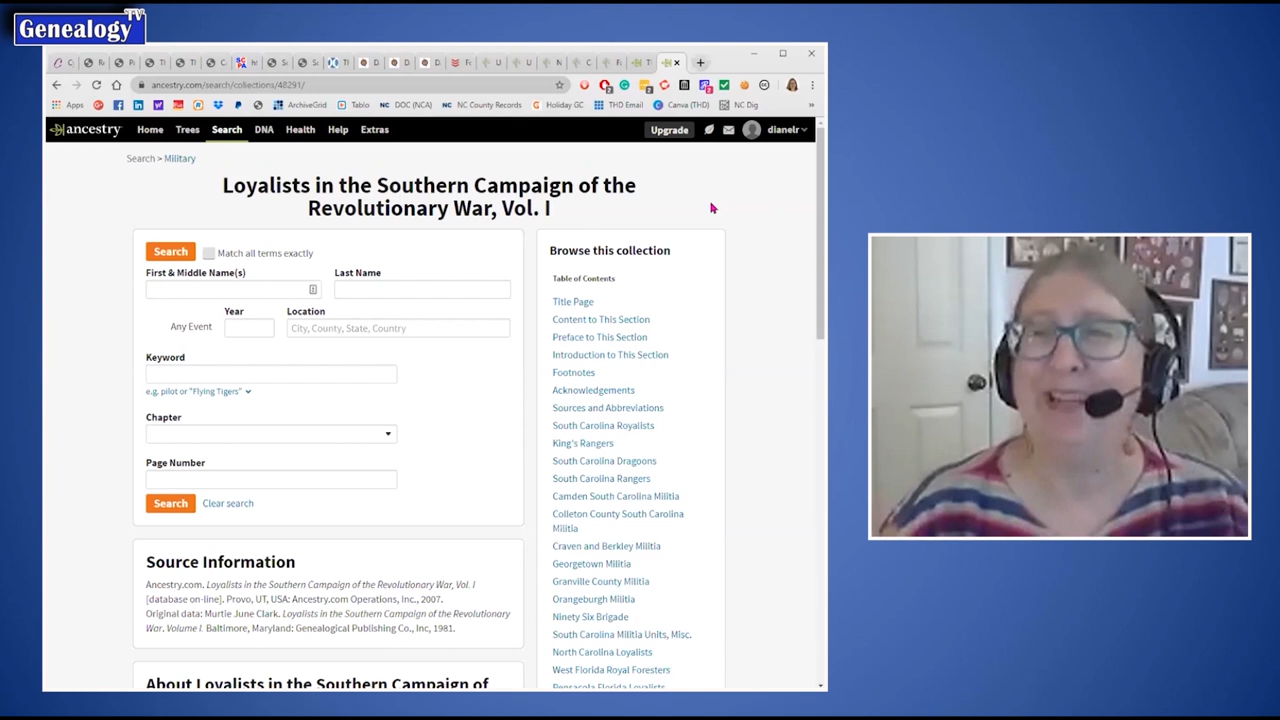 Genealogy TV
ancestry.com/search/collections/48291/
Apps
ArchiveGrid
Tablo
NC DOC (NCA)
NC NC County Records
Holiday GC
THD Email
Canva (THD)
NC Dig
ancestry
Home
Trees
Search
DNA
Health
Help
Extras
Upgrade
dianelr
Search > Military
Loyalists in the Southern Campaign of the
Revolutionary War, Vol. I
Search
Match all terms exactly
First & Middle Name(s)
Last Name
Year
Location
Any Event
City, County, State, Country
Keyword
e.g. pilot or "Flying Tigers"
Chapter
Page Number
Search
Clear search
Source Information
Ancestry.com. Loyalists in the Southern Campaign of the Revolutionary War, Vol. I
[database on-line]. Provo, UT, USA: Ancestry.com Operations, Inc., 2007.
Original data: Murtie June Clark. Loyalists in the Southern Campaign of the Revolutionary
War. Volume I. Baltimore, Maryland: Genealogical Publishing Co., Inc, 1981.
About Loyalists in the Southern Campaign of
Browse this collection
Table of Contents
Title Page
Content to This Section
Preface to This Section
Introduction to This Section
Footnotes
Acknowledgements
Sources and Abbreviations
South Carolina Royalists
King's Rangers
South Carolina Dragoons
South Carolina Rangers
Camden South Carolina Militia
Colleton County South Carolina
Militia
Craven and Berkley Militia
Georgetown Militia
Granville County Militia
Orangeburgh Militia
Ninety Six Brigade
South Carolina Militia Units, Misc.
North Carolina Loyalists
West Florida Royal Foresters
Pensacola Florida Loyalists